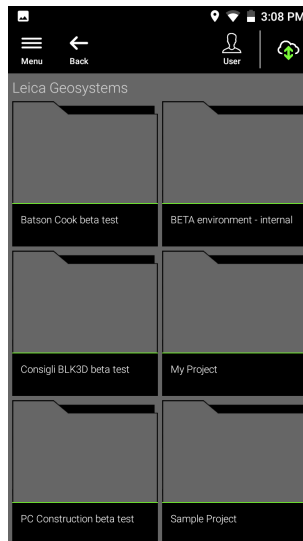 3:08 PM
Menu
Back
User
Leica Geosystems
Batson Cook beta test
BETA environment - internal
Consigli BLK3D beta test
My Project
PC Construction beta test
Sample Project